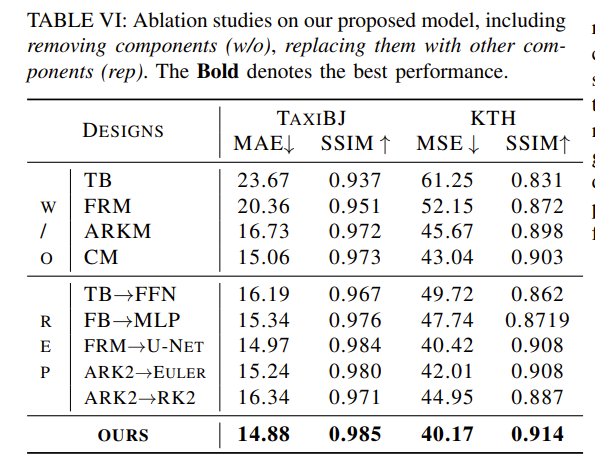 TABLE VI: Ablation studies on our proposed model, including
removing components (w/o), replacing them with other com-
ponents (rep). The Bold denotes the best performance.
DESIGNS TAXIBJ KTH
MAE↓ SSIM ↑ MSE ↓ SSIM↑
TB 23.67 0.937 61.25 0.831
W FRM 20.36 0.951 52.15 0.872
/ ARKM 16.73 0.972 45.67 0.898
O CM 15.06 0.973 43.04 0.903
TB→FFN 16.19 0.967 49.72 0.862
R FB→MLP 15.34 0.976 47.74 0.8719
E FRM→U-NET 14.97 0.984 40.42 0.908
P ARK2→EULER 15.24 0.980 42.01 0.908
ARK2→RK2 16.34 0.971 44.95 0.887
OURS 14.88 0.985 40.17 0.914